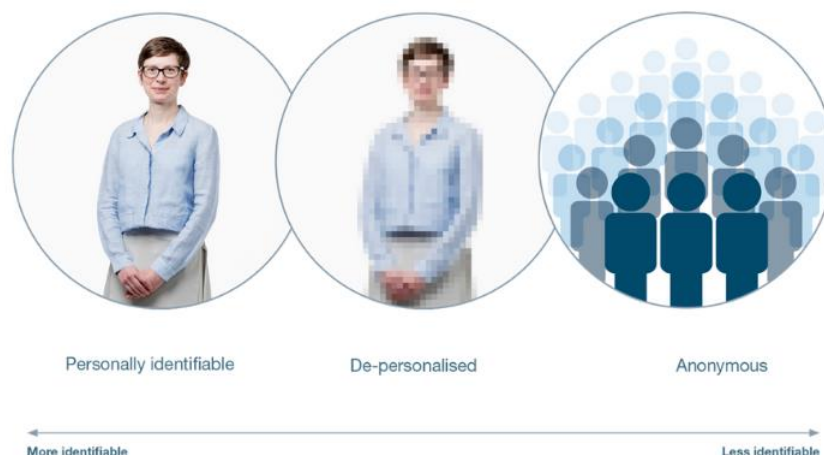 Personally identifiable
De-personalised
Anonymous
More identifiable
Less identifiable